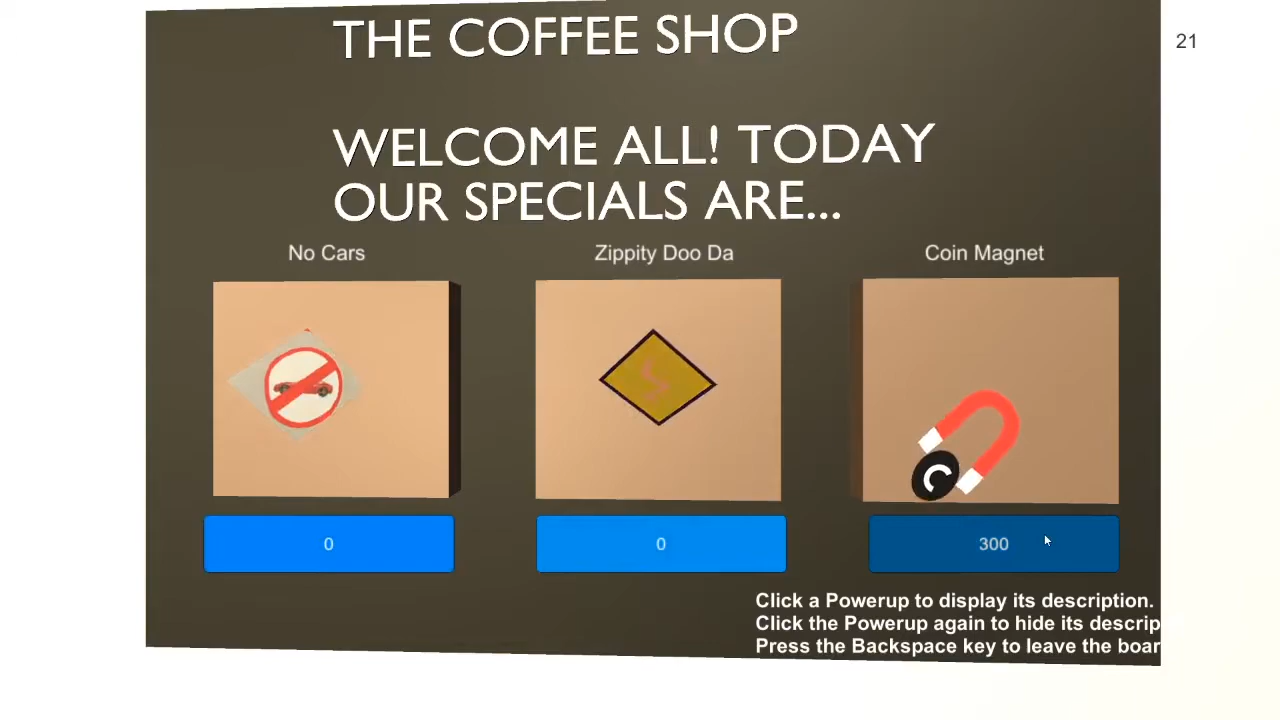 THE COFFEE SHOP
21
WELCOME ALL! TODAY
OUR SPECIALS ARE...
No Cars
Zippity Doo Da
Coin Magnet
0
0
300
Click a Powerup to display its description.
Click the Powerup again to hide its descrip
Press the Backspace key to leave the boar